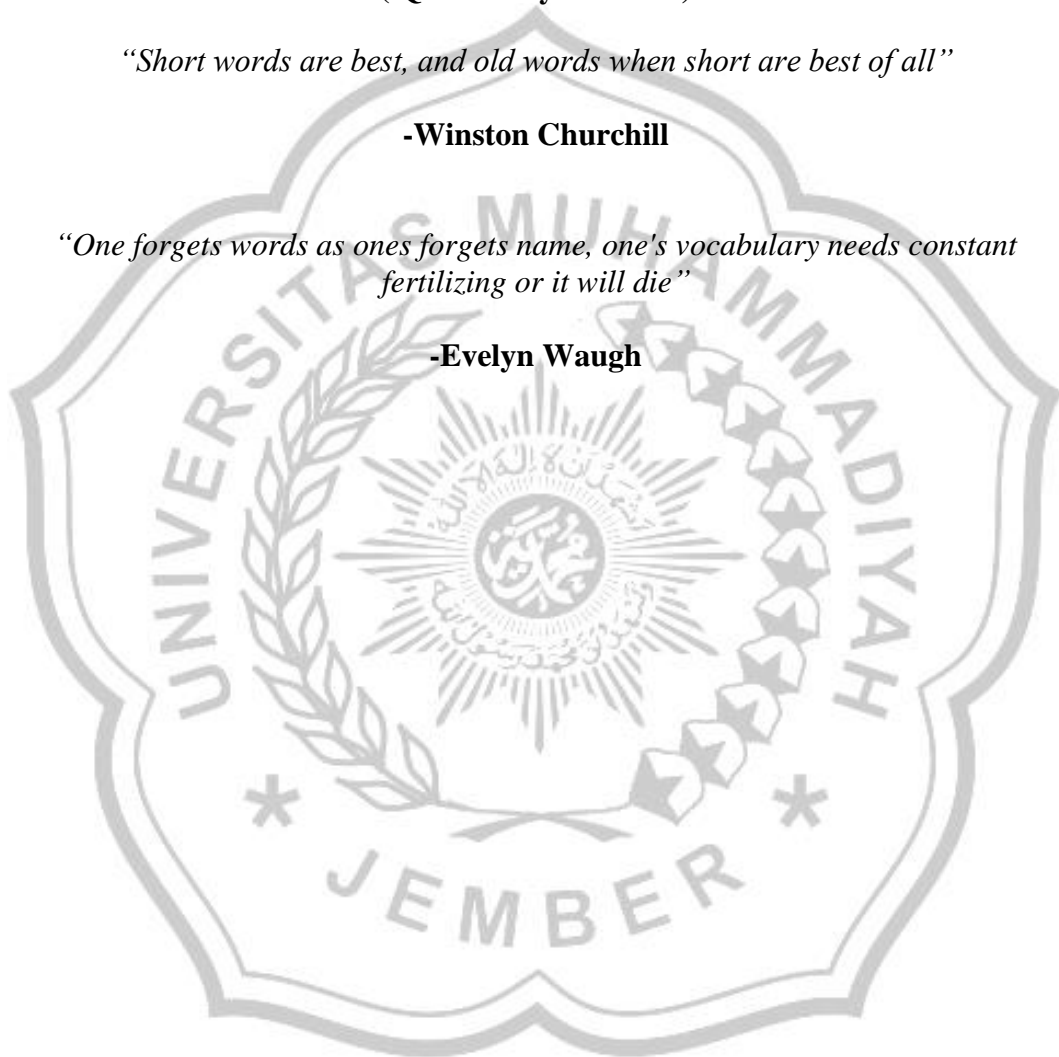 “Short words are best, and old words when short are best of all”
-Winston Churchill
“One forgets words as ones forgets name, one's vocabulary needs constant
fertilizing or it will die”
-Evelyn Waugh
UNIVERSITAS MUHAMMADIYAH
* JEMBER *